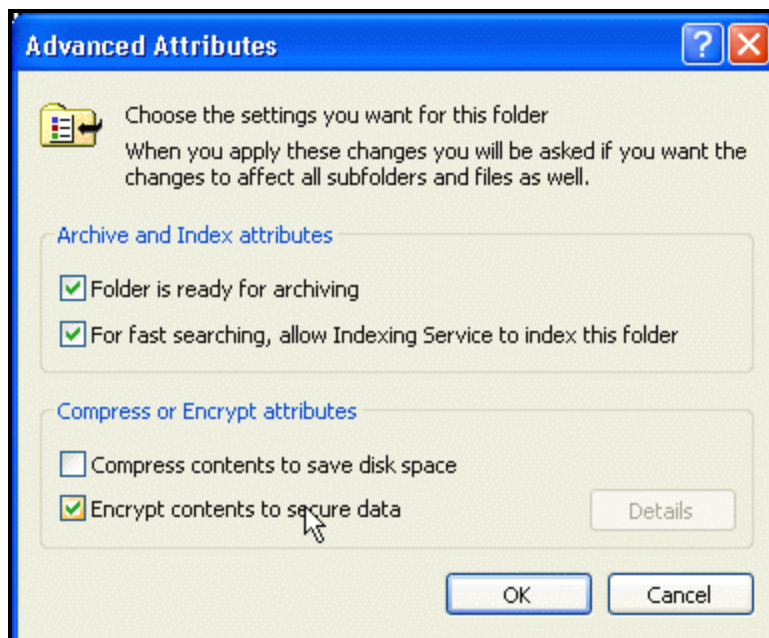 Advanced Attributes
?
Choose the settings you want for this folder
When you apply these changes you will be asked if you want the
changes to affect all subfolders and files as well.
Archive and Index attributes
Folder is ready for archiving
For fast searching, allow Indexing Service to index this folder
Compress or Encrypt attributes
Compress contents to save disk space
Encrypt contents to secure data
Details
OK
Cancel